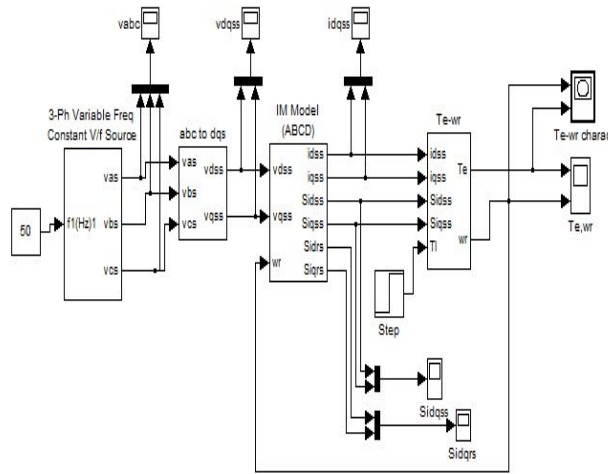 vabc
vdqss
idqss
3-Ph Variable Freq
Constant V/f Source
abc to dqs
IM Model
(ABCD)
Te-wr
Te-wr charac
50
f1(Hz)1
vas
vbs
vcs
vas
vbs
vcs
vdss
vqss
vdss
vqss
wr
idss
iqss
Sidss
Siqss
Sidrs
Siqrs
idss
iqss
Sidss
Siqss
Tl
Te
wr
Te,wr
Step
Sidqss
Sidqrs